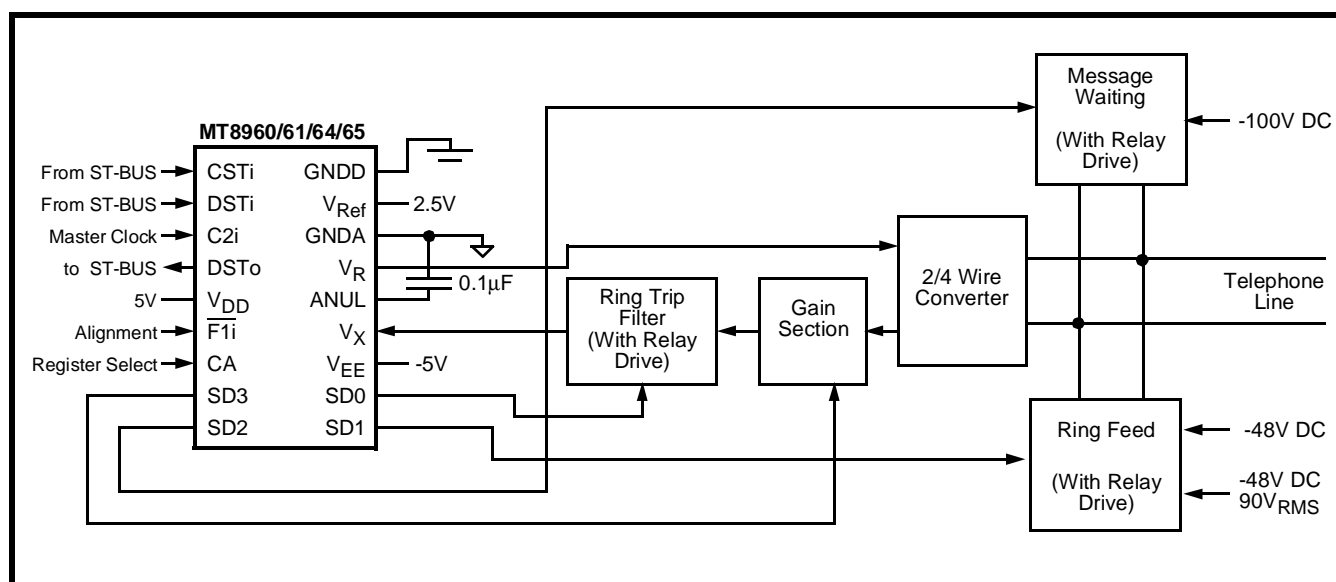 MT8960/61/64/65
From ST-BUS
From ST-BUS
Master Clock
to ST-BUS
5V
Alignment
Register Select
CSTi
DSTi
C2i
DSTo
VDD
F1i
CA
SD3
SD2
GNDD
VRef
GNDA
VR
ANUL
VX
VEE
SD0
SD1
2.5V
0.1μF
-5V
Ring Trip
Filter
(With Relay
Drive)
Gain
Section
2/4 Wire
Converter
Message
Waiting
(With Relay
Drive)
-100V DC
Telephone
Line
Ring Feed
(With Relay
Drive)
-48V DC
-48V DC
90VRMS